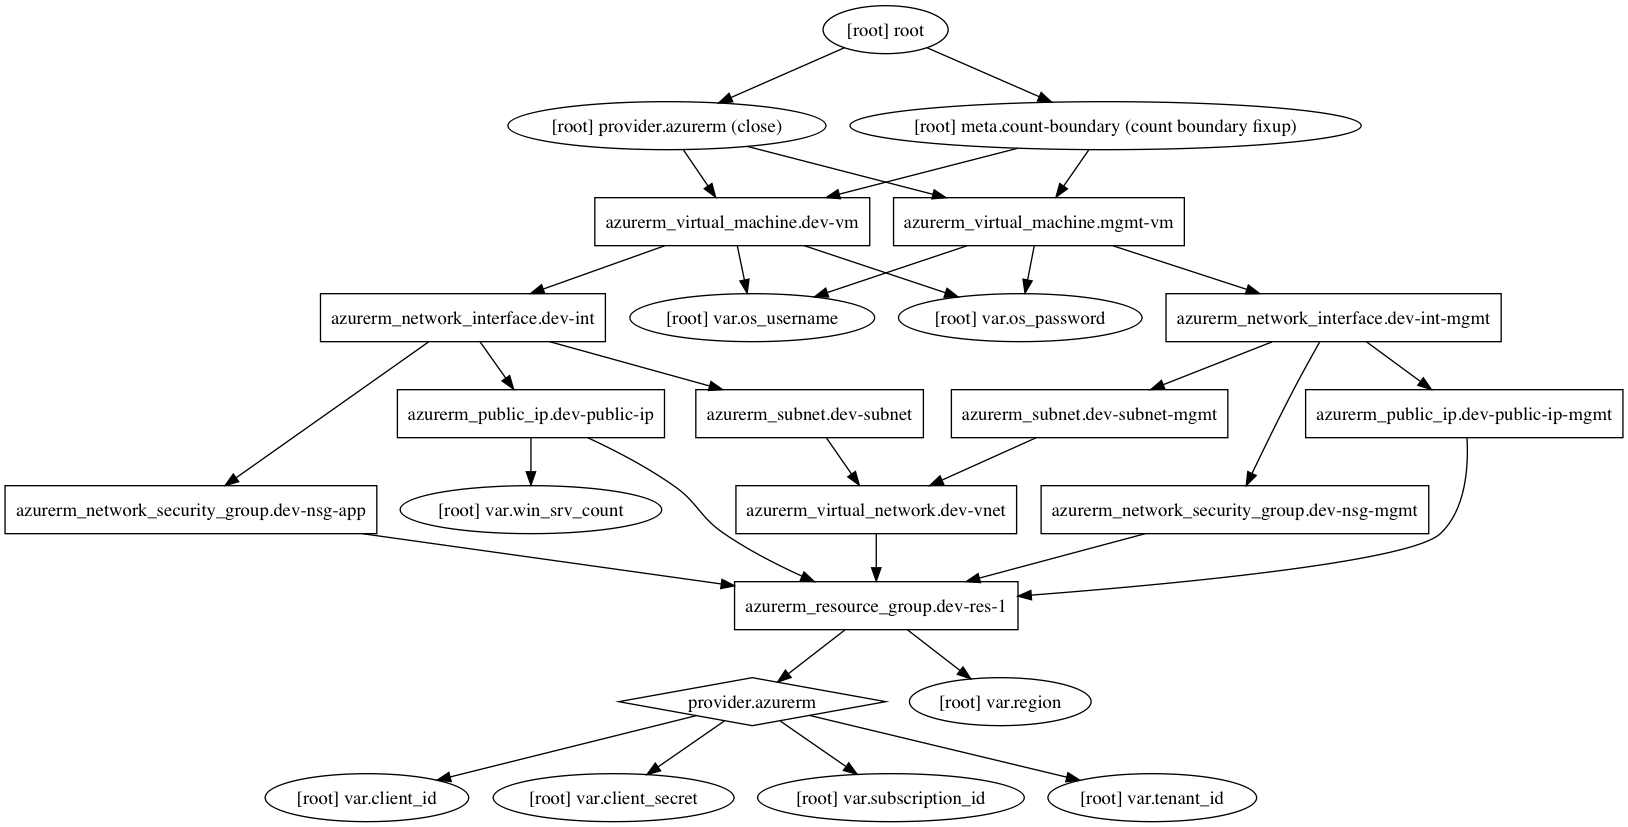 [root] root
[root] provider.azurerm (close)
[root] meta.count-boundary (count boundary fixup)
azurerm_virtual_machine.dev-vm
azurerm_virtual_machine.mgmt-vm
azurerm_network_interface.dev-int
[root] var.os_username
[root] var.os_password
azurerm_network_interface.dev-int-mgmt
azurerm_public_ip.dev-public-ip
azurerm_subnet.dev-subnet
azurerm_subnet.dev-subnet-mgmt
azurerm_public_ip.dev-public-ip-mgmt
azurerm_network_security_group.dev-nsg-app
[root] var.win_srv_count
azurerm_virtual_network.dev-vnet
azurerm_network_security_group.dev-nsg-mgmt
azurerm_resource_group.dev-res-1
provider.azurerm
[root] var.region
[root] var.client_id
[root] var.client_secret
[root] var.subscription_id
[root] var.tenant_id